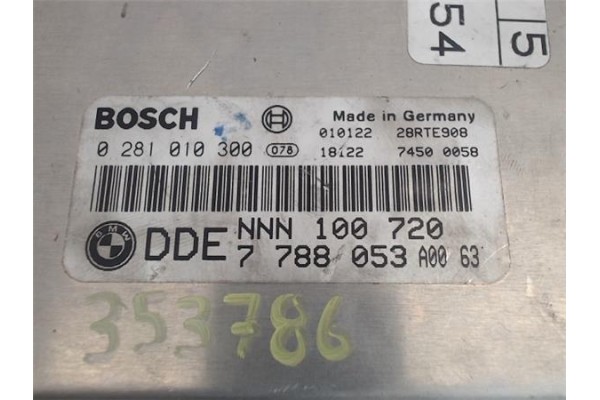 5
54
BOSCH Made in Germany
010122 28RTE908
0 281 010 300 078 18122 7450 0058
BMW DDE NNN 100 720
7 788 053 A00 63
353786